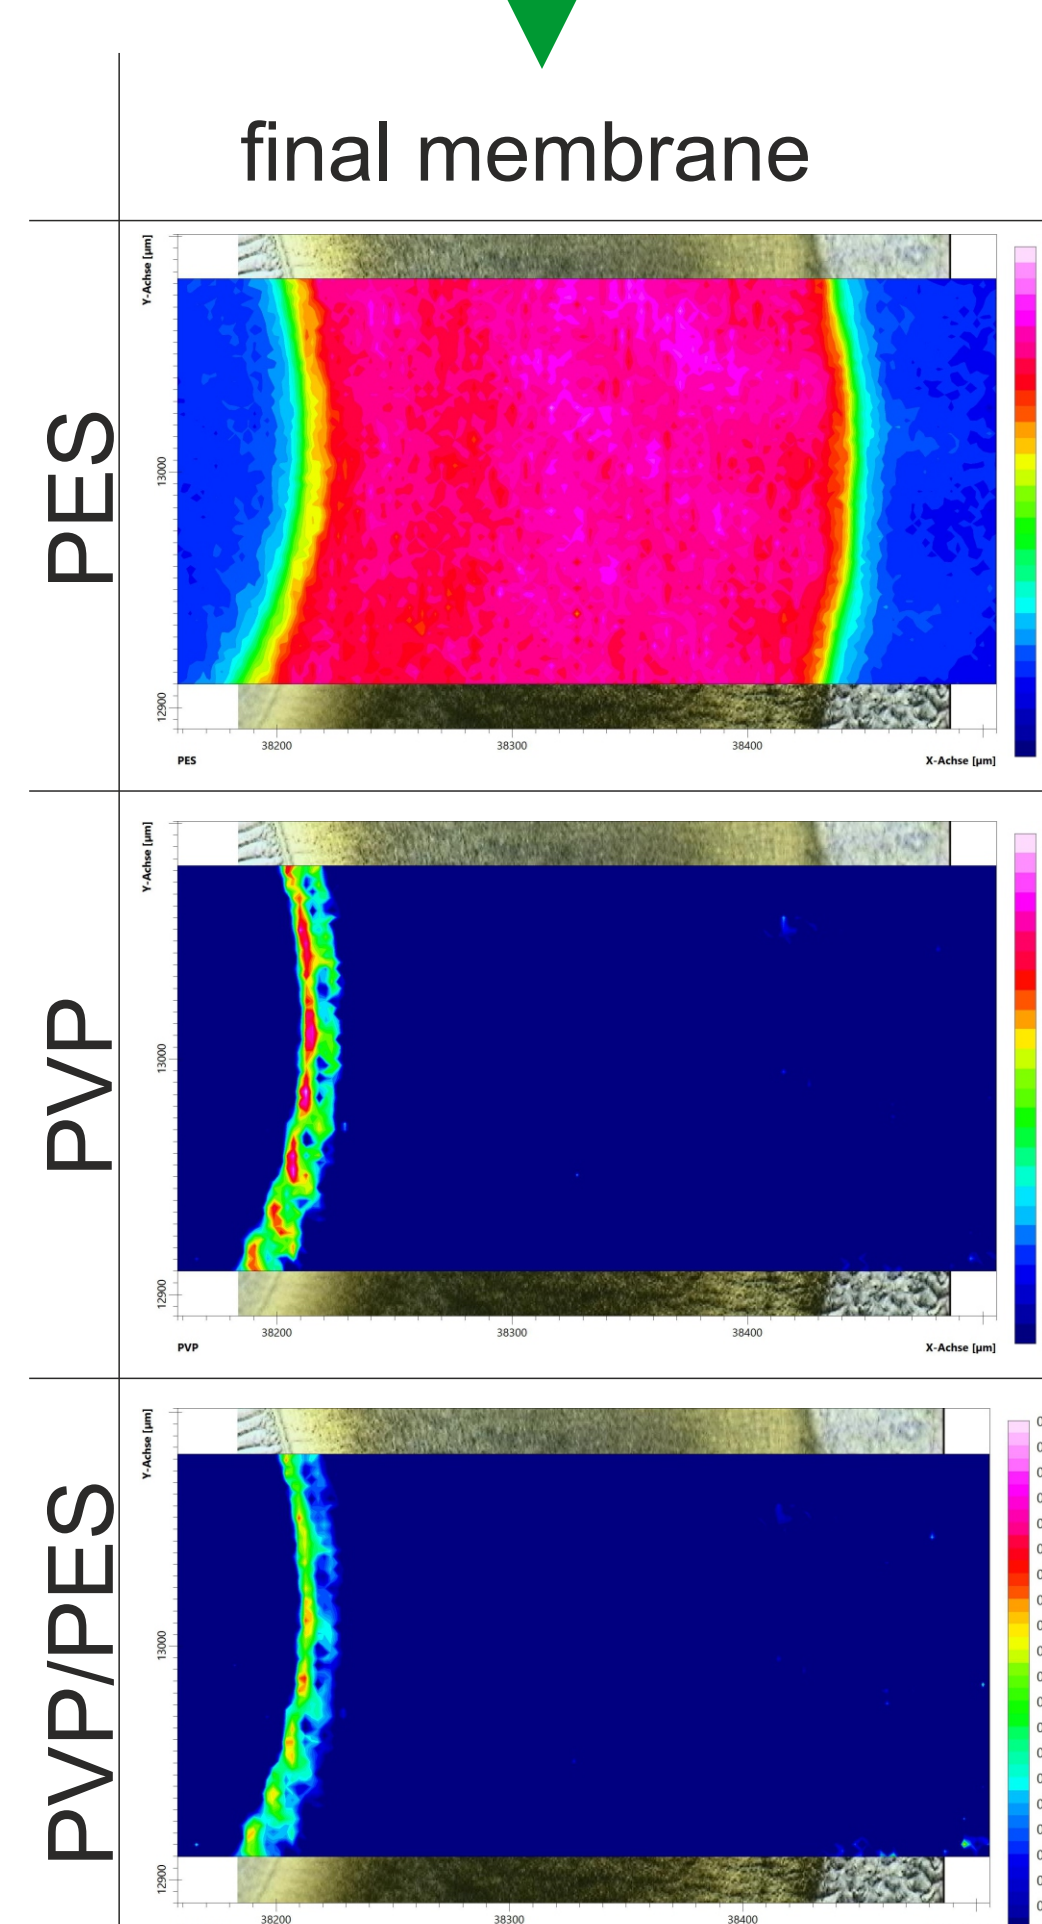 final membrane
PES
Y-Achse [µm]
13000
12900
38200
38300
38400
PES
X-Achse [µm]
PVP
Y-Achse [µm]
13000
12900
38200
38300
38400
PVP
X-Achse [µm]
PVP/PES
Y-Achse [µm]
13000
12900
38200
38300
38400